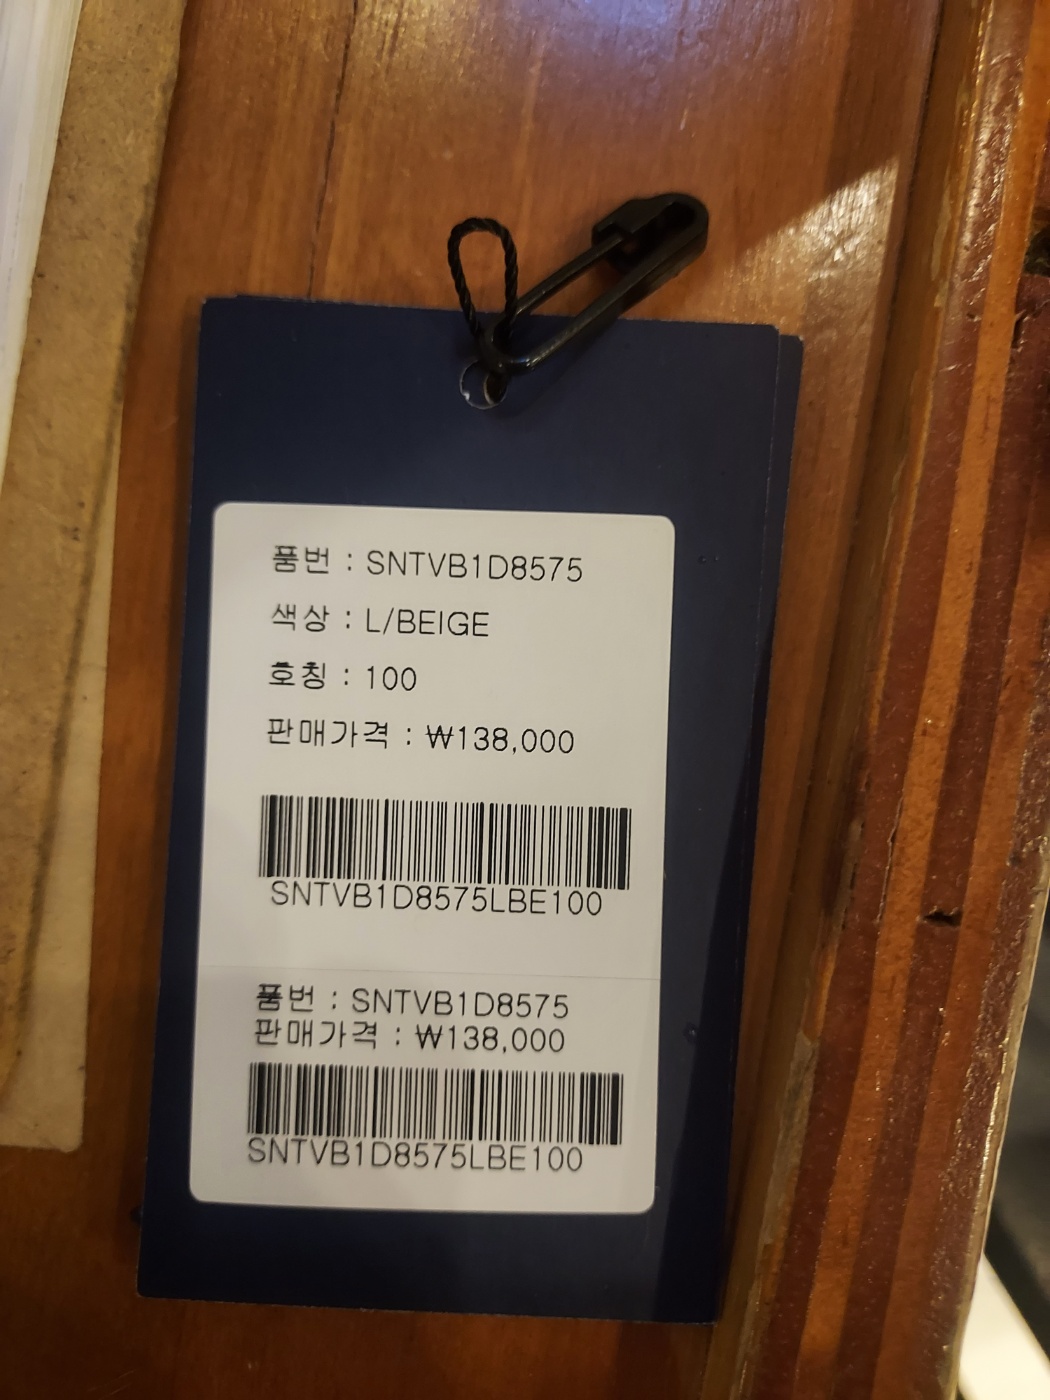 품번 : SNTVB1D8575
색상 : L/BEIGE
호칭 : 100
판매가격 : ₩138,000
SNTVB1D8575LBE100
품번 : SNTVB1D8575
판매가격 : ₩138,000
SNTVB1D8575LBE100